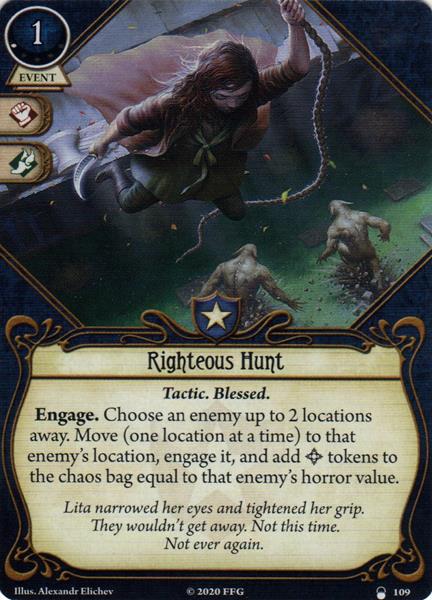 1
EVENT
Righteous Hunt
Tactic. Blessed.
Engage. Choose an enemy up to 2 locations
away. Move (one location at a time) to that
enemy's location, engage it, and add tokens to
the chaos bag equal to that enemy's horror value.
Lita narrowed her eyes and tightened her grip.
They wouldn't get away. Not this time.
Not ever again.
Illus. Alexandr Elichev © 2020 FFG 109